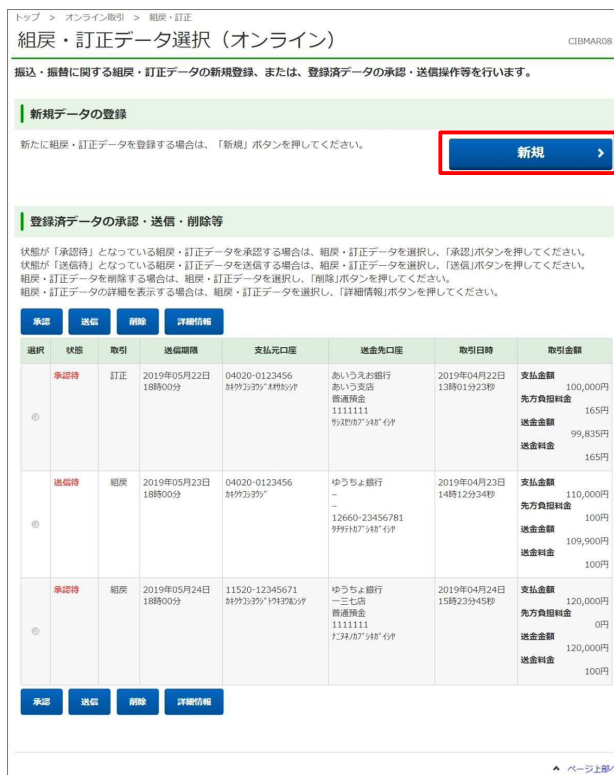 トップ > オンライン取引 > 組戻・訂正
組戻・訂正データ選択（オンライン）
CIBMAR08
振込・振替に関する組戻・訂正データの新規登録、または、登録済データの承認・送信操作等を行います。
新規データの登録
新たに組戻・訂正データを登録する場合は、「新規」ボタンを押してください。
新規 >
登録済データの承認・送信・削除等
状態が「承認待」となっている組戻・訂正データを承認する場合は、組戻・訂正データを選択し、「承認」ボタンを押してください。
状態が「送信待」となっている組戻・訂正データを送信する場合は、組戻・訂正データを選択し、「送信」ボタンを押してください。
組戻・訂正データを削除する場合は、組戻・訂正データを選択し、「削除」ボタンを押してください。
組戻・訂正データの詳細を表示する場合は、組戻・訂正データを選択し、「詳細情報」ボタンを押してください。
承認 送信 削除 詳細情報
選択 状態 取引 送信期限 支払元口座 送金先口座 取引日時 取引金額
承認待 訂正 2019年05月22日 04020-0123456 あいうえお銀行 2019年04月22日 支払金額
18時00分 あいう支店 13時01分23秒 100,000円
普通預金 先方負担料金
1111111 165円
送金金額
99,835円
送金料金
165円
送信待 組戻 2019年05月23日 04020-0123456 ゆうちょ銀行 2019年04月23日 支払金額
18時00分 − 14時12分34秒 110,000円
− 先方負担料金
12660-23456781 100円
送金金額
109,900円
送金料金
100円
承認待 組戻 2019年05月24日 11520-12345671 ゆうちょ銀行 2019年04月24日 支払金額
18時00分 一三七店 15時23分45秒 120,000円
普通預金 先方負担料金
1111111 0円
送金金額
120,000円
送金料金
100円
承認 送信 削除 詳細情報
ページ上部へ